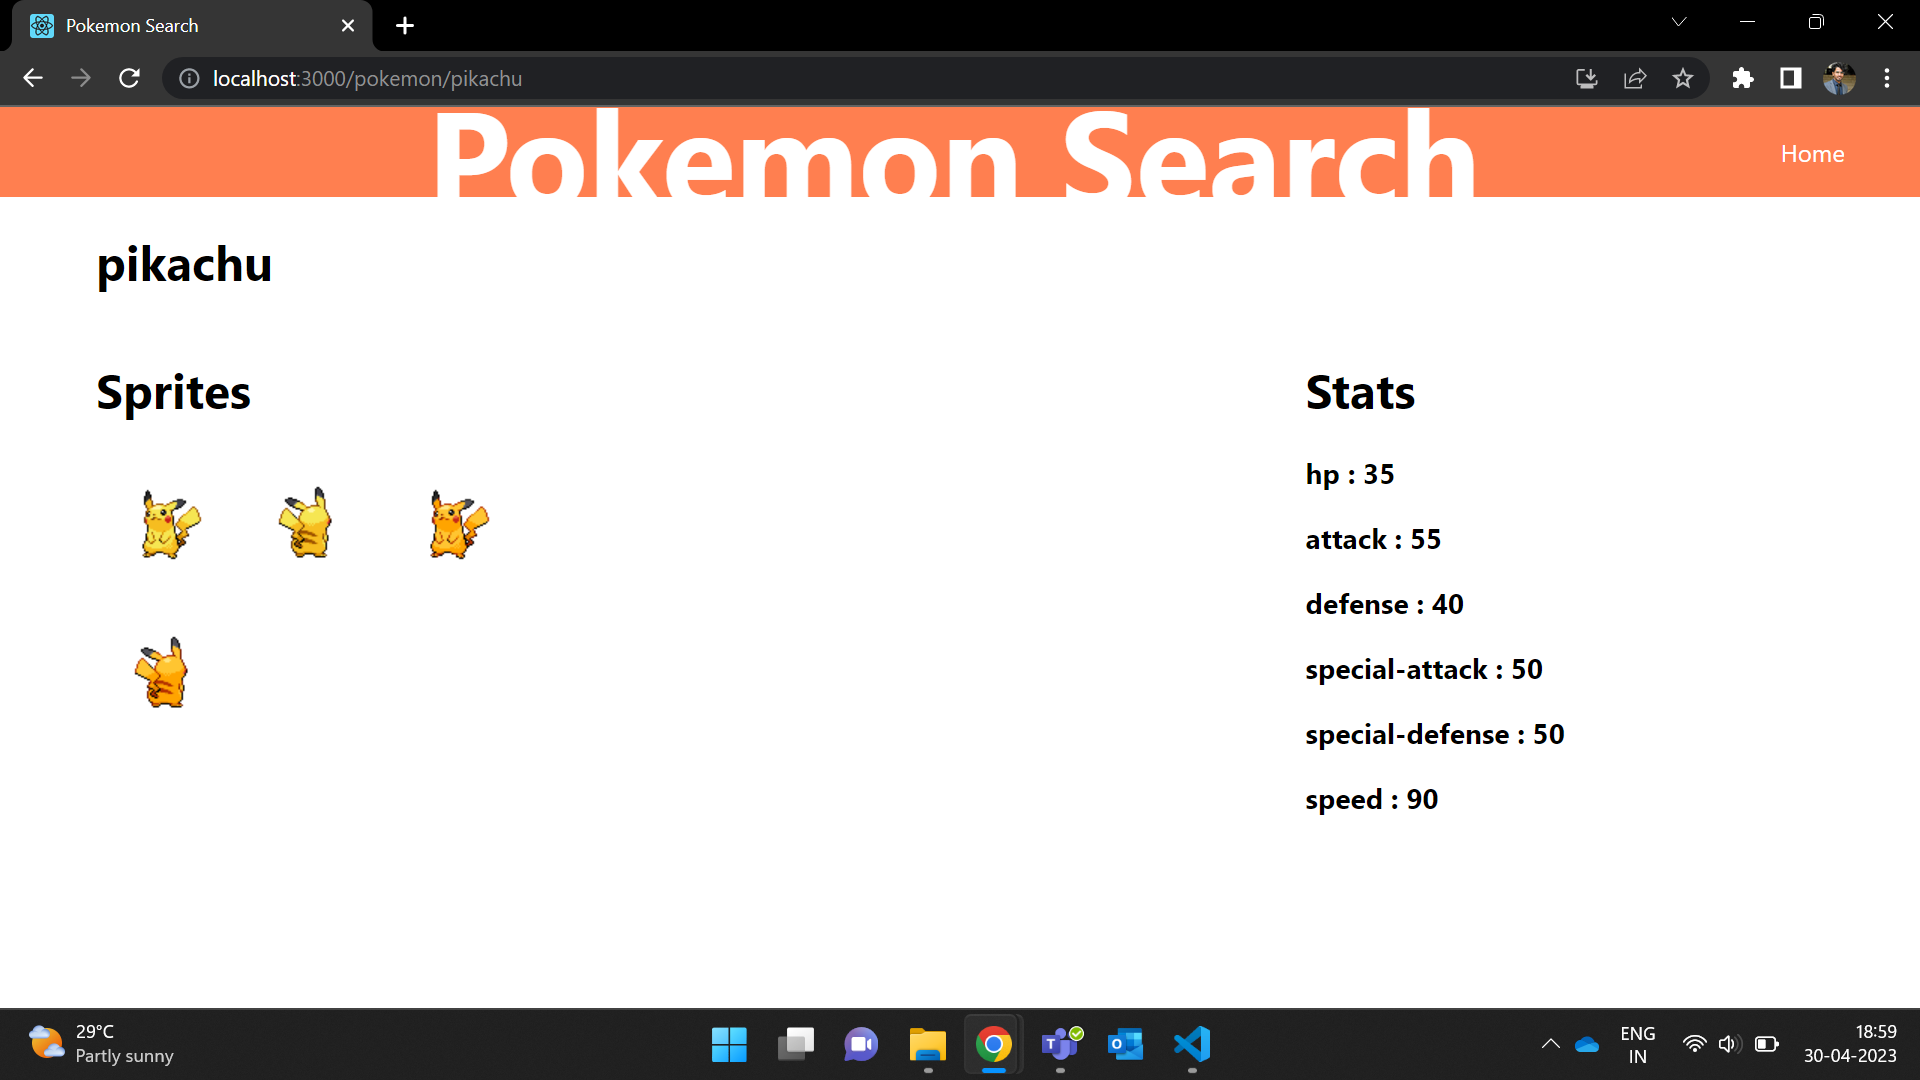 Pokemon Search
localhost:3000/pokemon/pikachu
Pokemon Search
Home
pikachu
Sprites
Stats
hp : 35
attack : 55
defense : 40
special-attack : 50
special-defense : 50
speed : 90
29°C
Partly sunny
ENG
IN
18:59
30-04-2023